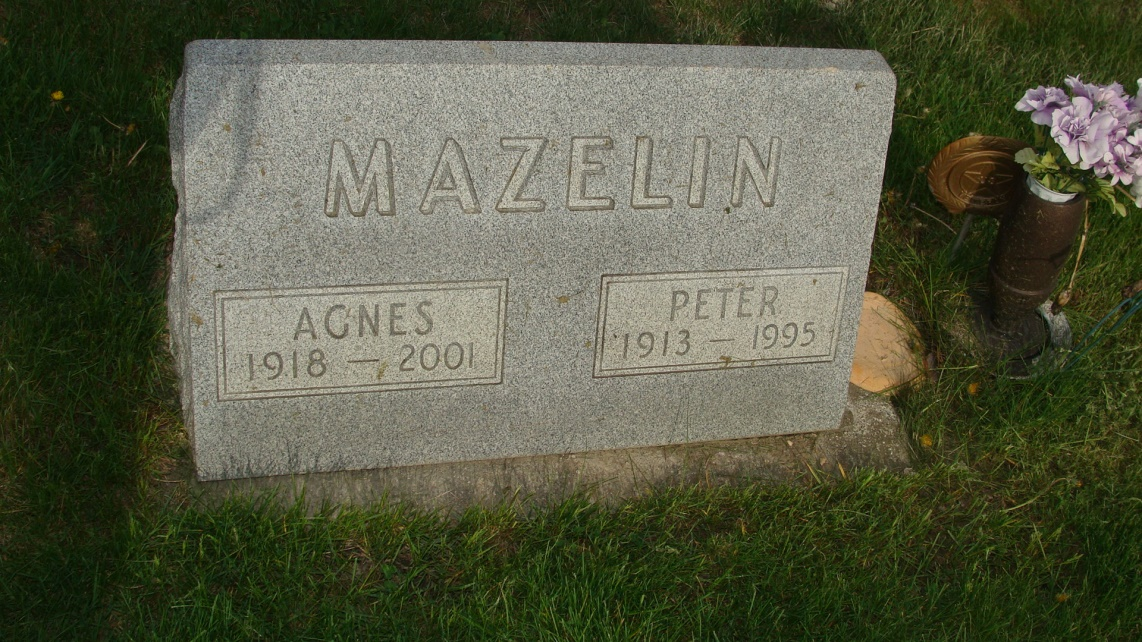 MAZELIN
AGNES
1918 — 2001
PETER
1913 — 1995